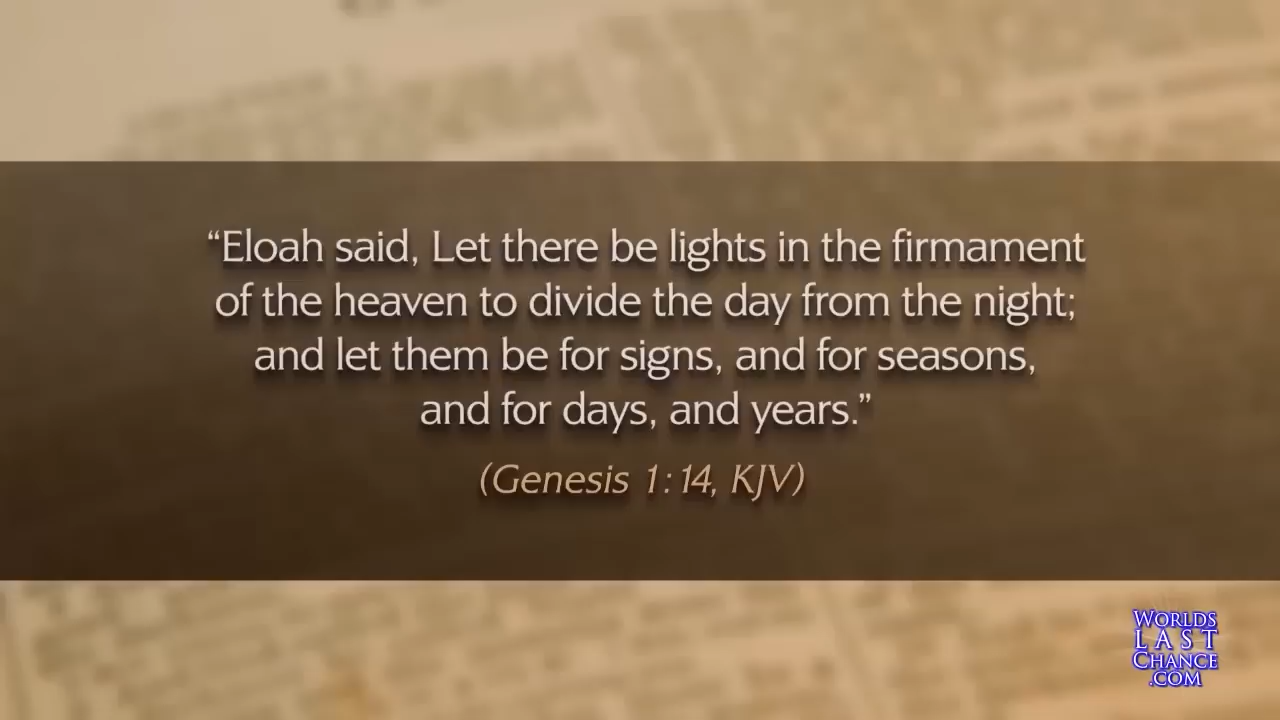 “Eloah said, Let there be lights in the firmament
of the heaven to divide the day from the night;
and let them be for signs, and for seasons,
and for days, and years.”
(Genesis 1:14, KJV)
WORLDS
LAST
CHANCE
.COM